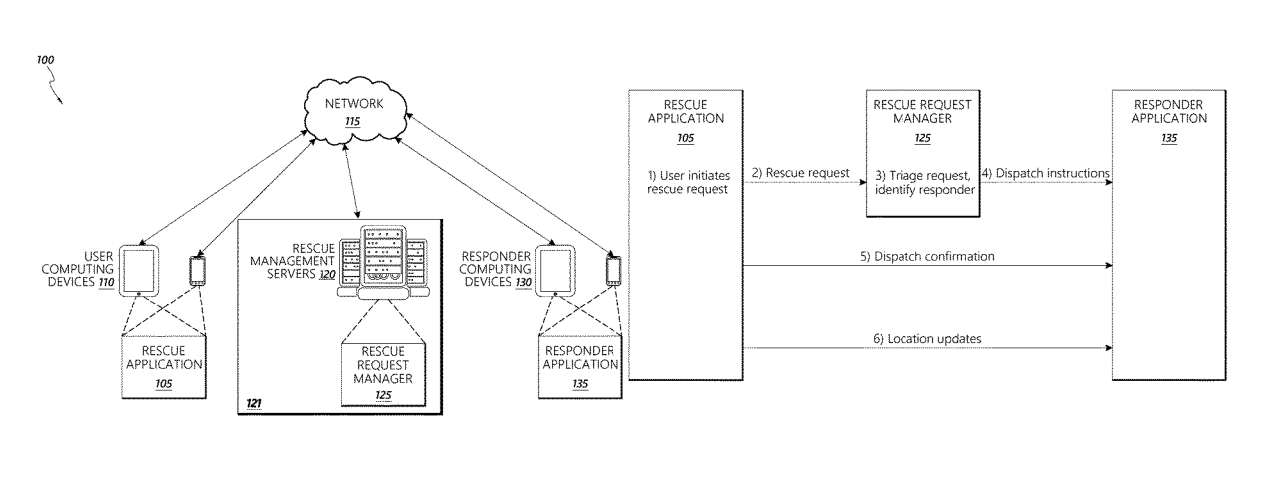 100
NETWORK
115
USER
COMPUTING
DEVICES 110
RESCUE
APPLICATION
105
RESCUE
MANAGEMENT
SERVERS 120
RESCUE
REQUEST
MANAGER
125
121
RESPONDER
COMPUTING
DEVICES 130
RESPONDER
APPLICATION
135
RESCUE
APPLICATION
105
1) User initiates
rescue request
2) Rescue request
RESCUE REQUEST
MANAGER
125
3) Triage request,
identify responder
4) Dispatch instructions
RESPONDER
APPLICATION
135
5) Dispatch confirmation
6) Location updates